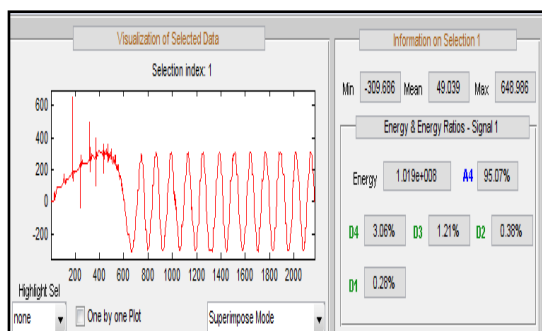 Visualization of Selected Data
Selection index: 1
600
400
200
0
-200
200 400 600 800 1000 1200 1400 1600 1800 2000
Highlight Sel
none
One by one Plot
Superimpose Mode
Information on Selection 1
Min -309.686 Mean 49.039 Max 648.986
Energy & Energy Ratios - Signal 1
Energy 1.019e+008 A4 95.07%
D4 3.06% D3 1.21% D2 0.38%
D1 0.28%